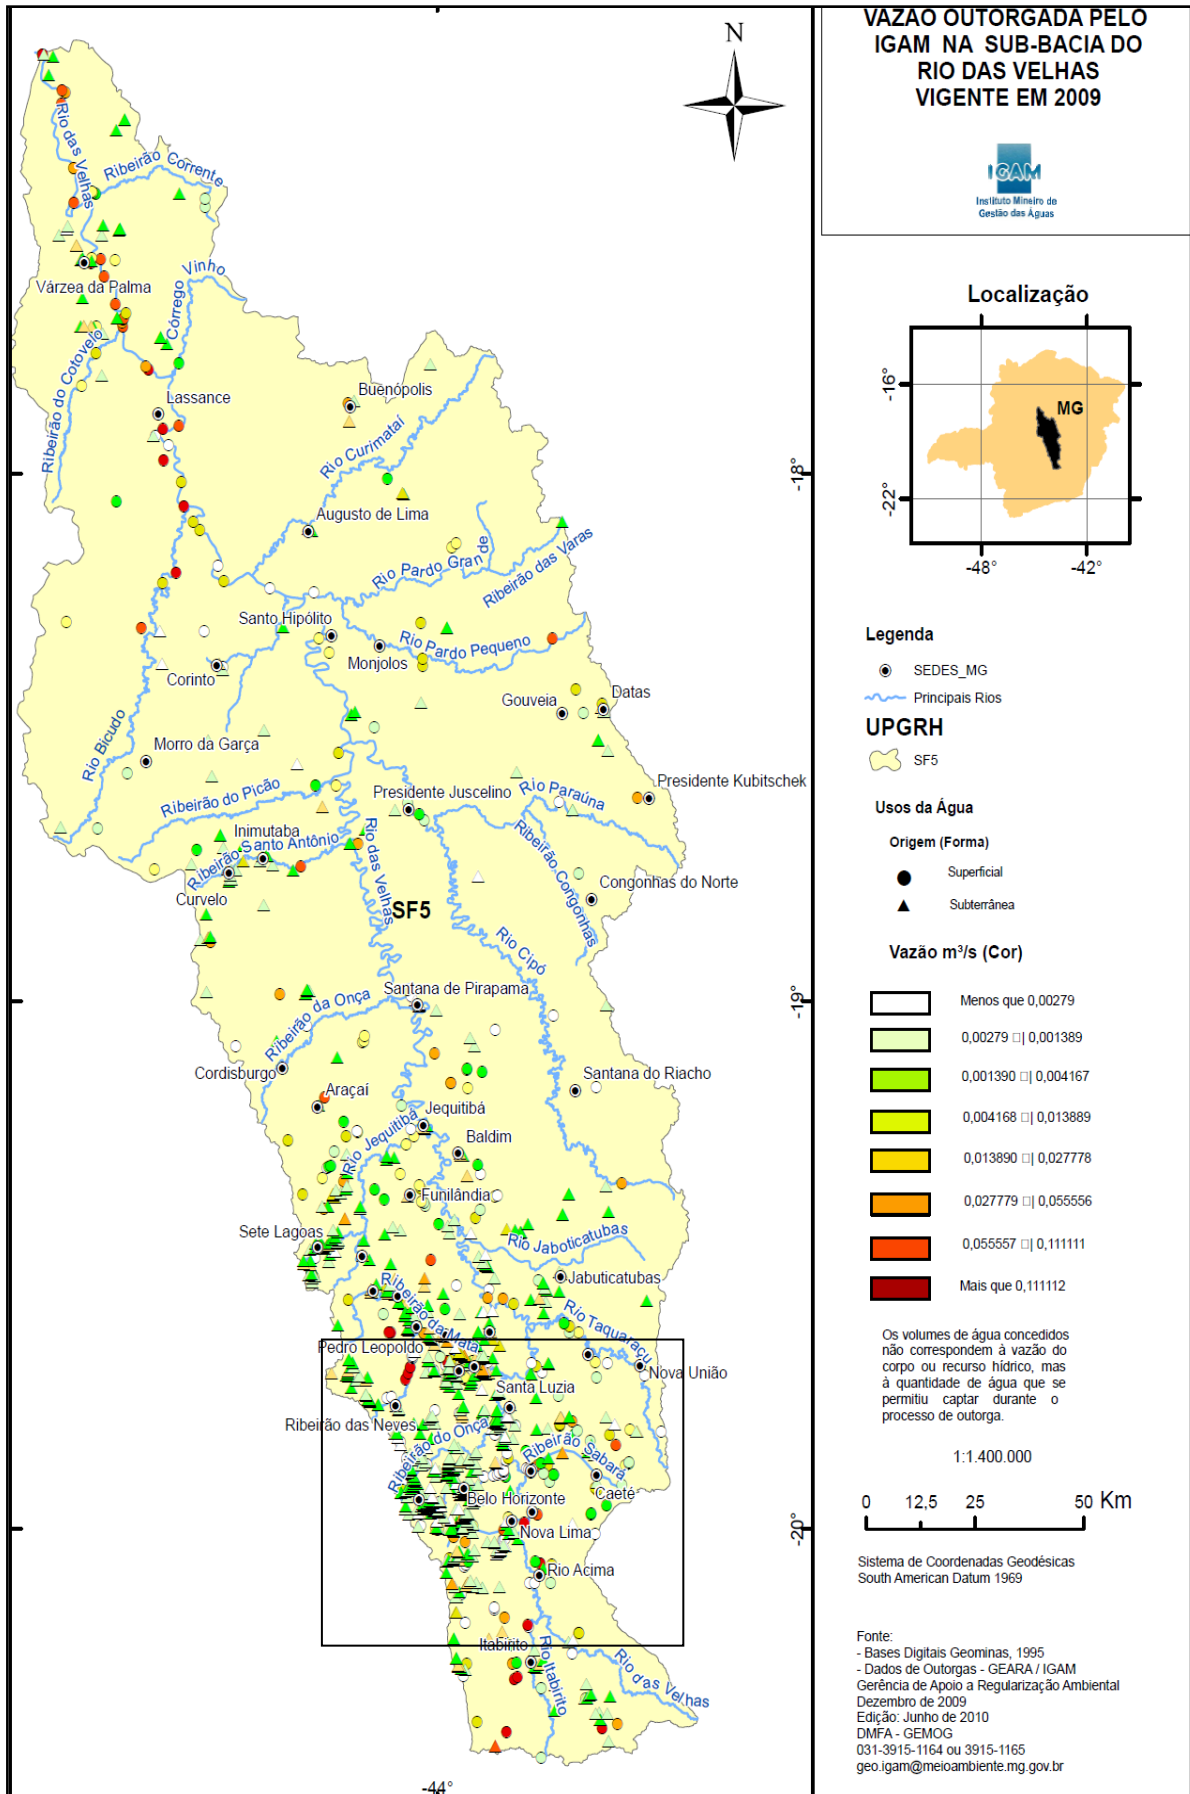 VAZAO OUTORGADA PELO
IGAM NA SUB-BACIA DO
RIO DAS VELHAS
VIGENTE EM 2009
IGAM
Instituto Mineiro de
Gestão das Águas
N
Localização
-16°
MG
-22°
-48°
-42°
Legenda
SEDES_MG
Principais Rios
UPGRH
SF5
Usos da Água
Origem (Forma)
Superficial
Subterrânea
Vazão m³/s (Cor)
Menos que 0,00279
0,00279 □| 0,001389
0,001390 □| 0,004167
0,004168 □| 0,013889
0,013890 □| 0,027778
0,027779 □| 0,055556
0,055557 □| 0,111111
Mais que 0,111112
Os volumes de água concedidos
não correspondem à vazão do
corpo ou recurso hídrico, mas
à quantidade de água que se
permitiu captar durante o
processo de outorga.
1:1.400.000
0 12,5 25 50 Km
Sistema de Coordenadas Geodésicas
South American Datum 1969
Fonte:
- Bases Digitais Geominas, 1995
- Dados de Outorgas - GEARA / IGAM
Gerência de Apoio a Regularização Ambiental
Dezembro de 2009
Edição: Junho de 2010
DMFA - GEMOG
031-3915-1164 ou 3915-1165
geo.igam@meioambiente.mg.gov.br
Rio das Velhas
Ribeirão Corrente
Várzea da Palma
Córrego Vinho
Ribeirão do Cotovelo
Lassance
Buenópolis
Rio Curimataí
-18°
Augusto de Lima
Rio Pardo Grande
Ribeirão das Varas
Santo Hipólito
Rio Pardo Pequeno
Monjolos
Corinto
Gouveia
Datas
Rio Bicudo
Morro da Garça
Ribeirão do Picão
Presidente Juscelino
Rio Paraúna
Presidente Kubitschek
Inimutaba
Ribeirão Santo Antônio
Rio das Velhas
Ribeirão Congonhas
Curvelo
Congonhas do Norte
SF5
Rio Cipó
Santana de Pirapama
-19°
Ribeirão da Onça
Cordisburgo
Santana do Riacho
Araçaí
Jequitibá
Rio Jequitibá
Baldim
Funilândia
Sete Lagoas
Rio Jaboticatubas
Jabuticatubas
Ribeirão da Mata
Rio Taquaraçu
Pedro Leopoldo
Nova União
Santa Luzia
Ribeirão das Neves
Ribeirão do Onça
Ribeirão Sabará
Caeté
Belo Horizonte
Nova Lima
-20°
Rio Acima
Itabirito
Rio Itabirito
Rio das Velhas
-44°